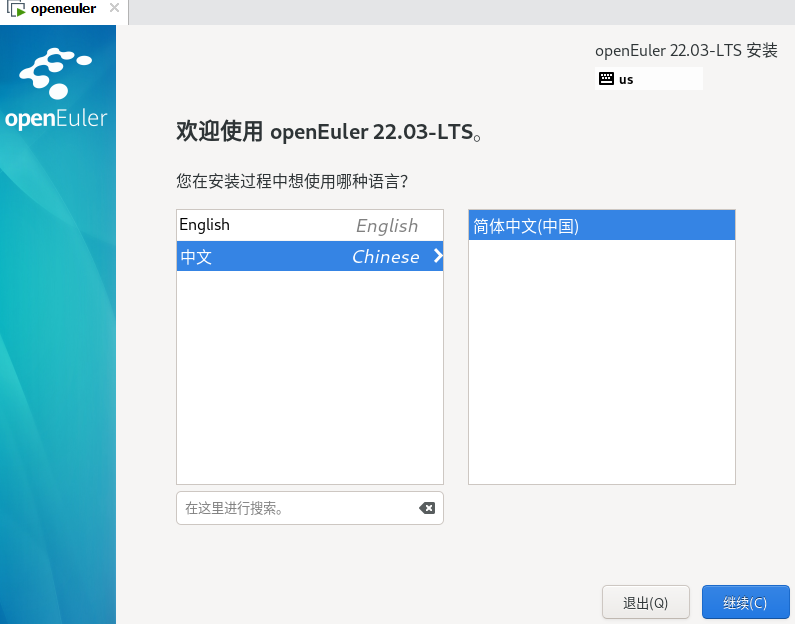 openeuler
openEuler
openEuler 22.03-LTS 安装
us
欢迎使用 openEuler 22.03-LTS。
您在安装过程中想使用哪种语言？
English English
中文 Chinese
简体中文(中国)
在这里进行搜索。
退出(Q)
继续(C)